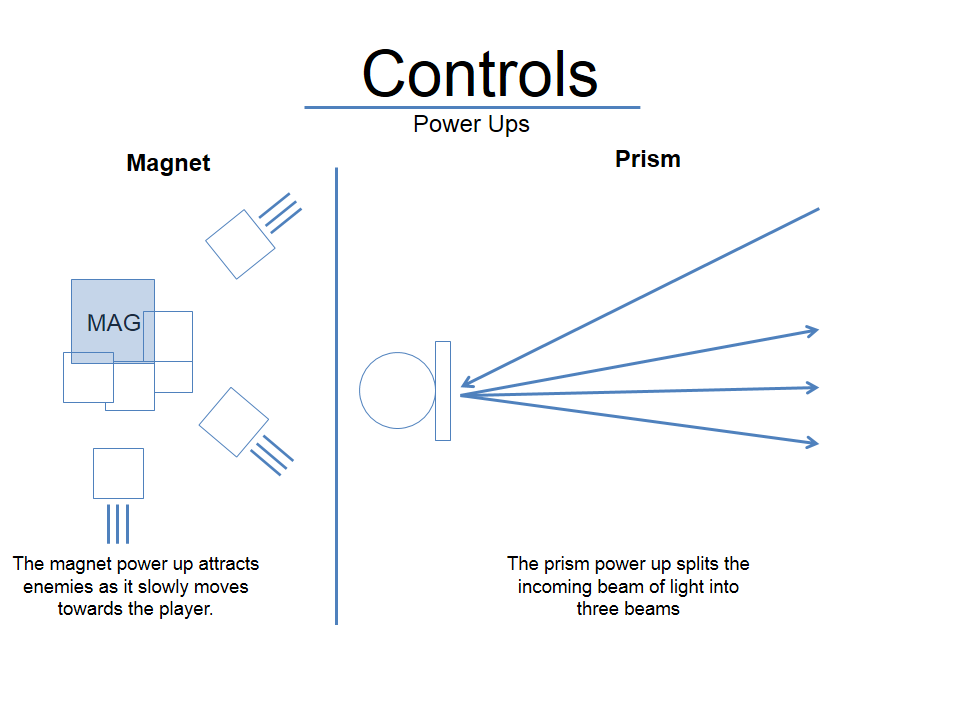 Controls
Power Ups
Magnet
Prism
MAG
The magnet power up attracts
enemies as it slowly moves
towards the player.
The prism power up splits the
incoming beam of light into
three beams